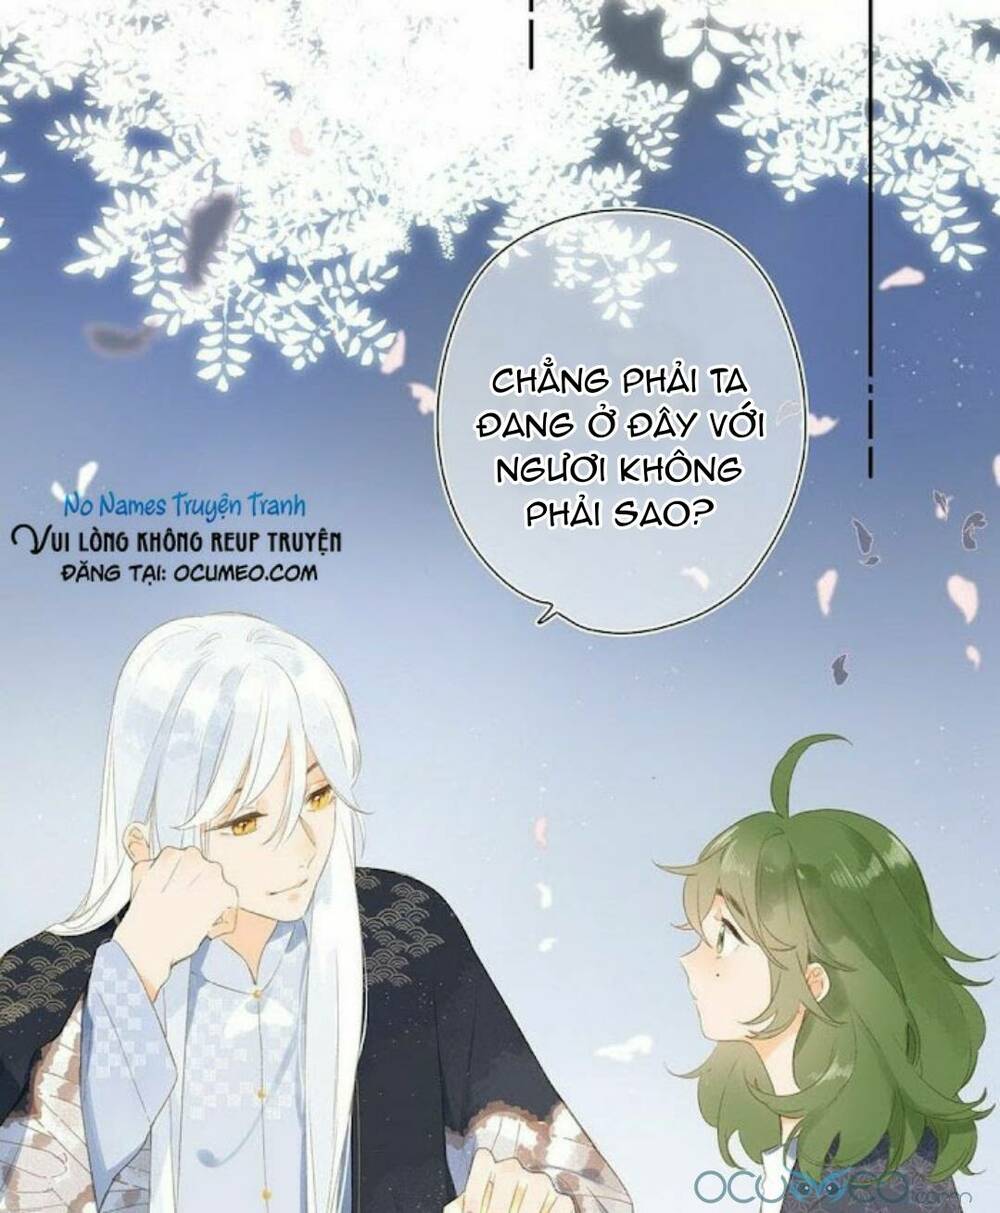 CHẲNG PHẢI TA
ĐANG Ở ĐÂY VỚI
NGƯƠI KHÔNG
PHẢI SAO?
No Names Truyện Tranh
VUI LÒNG KHÔNG REUP TRUYỆN
ĐĂNG TẠI: OCUMEO.COM